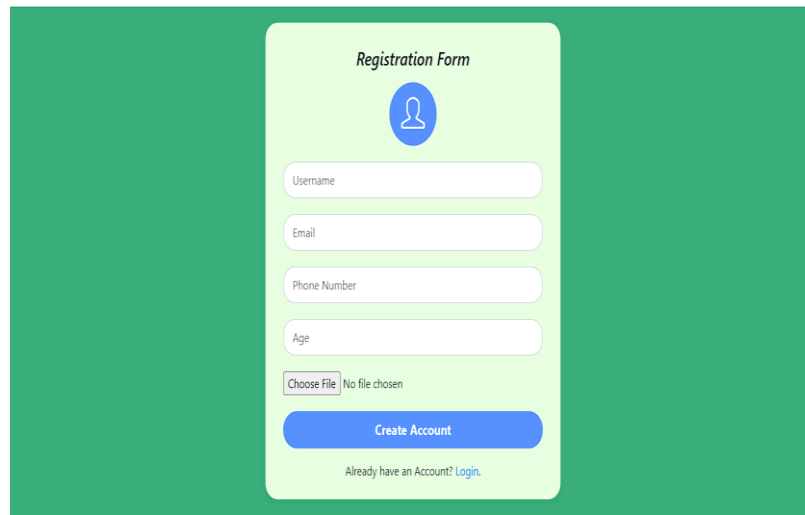 Registration Form
Username
Email
Phone Number
Age
Choose File No file chosen
Create Account
Already have an Account? Login.